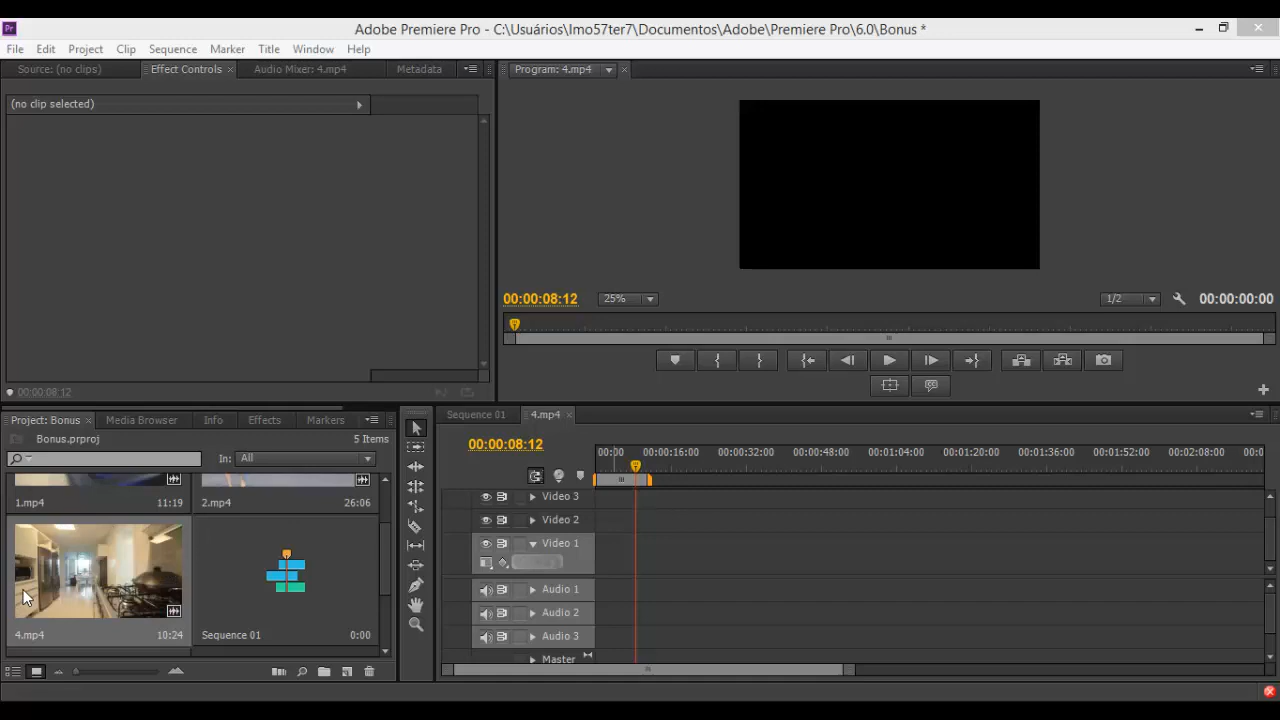 Adobe Premiere Pro - C:\Usuários\Imo57ter7\Documentos\Adobe\Premiere Pro\6.0\Bonus *
File Edit Project Clip Sequence Marker Title Window Help
Source: (no clips) Effect Controls Audio Mixer: 4.mp4 Metadata
Program: 4.mp4
(no clip selected)
00:00:08:12 25% 1/2 00:00:00:00
00:00:08:12
Project: Bonus Media Browser Info Effects Markers
Bonus.prproj 5 Items
In: All
1.mp4 11:19 2.mp4 26:06
4.mp4 10:24 Sequence 01 0:00
Sequence 01 4.mp4
00:00:08:12
00:00 00:00:16:00 00:00:32:00 00:00:48:00 00:01:04:00 00:01:20:00 00:01:36:00 00:01:52:00 00:02:08:00 00:0
Video 3
Video 2
Video 1
Audio 1
Audio 2
Audio 3
Master